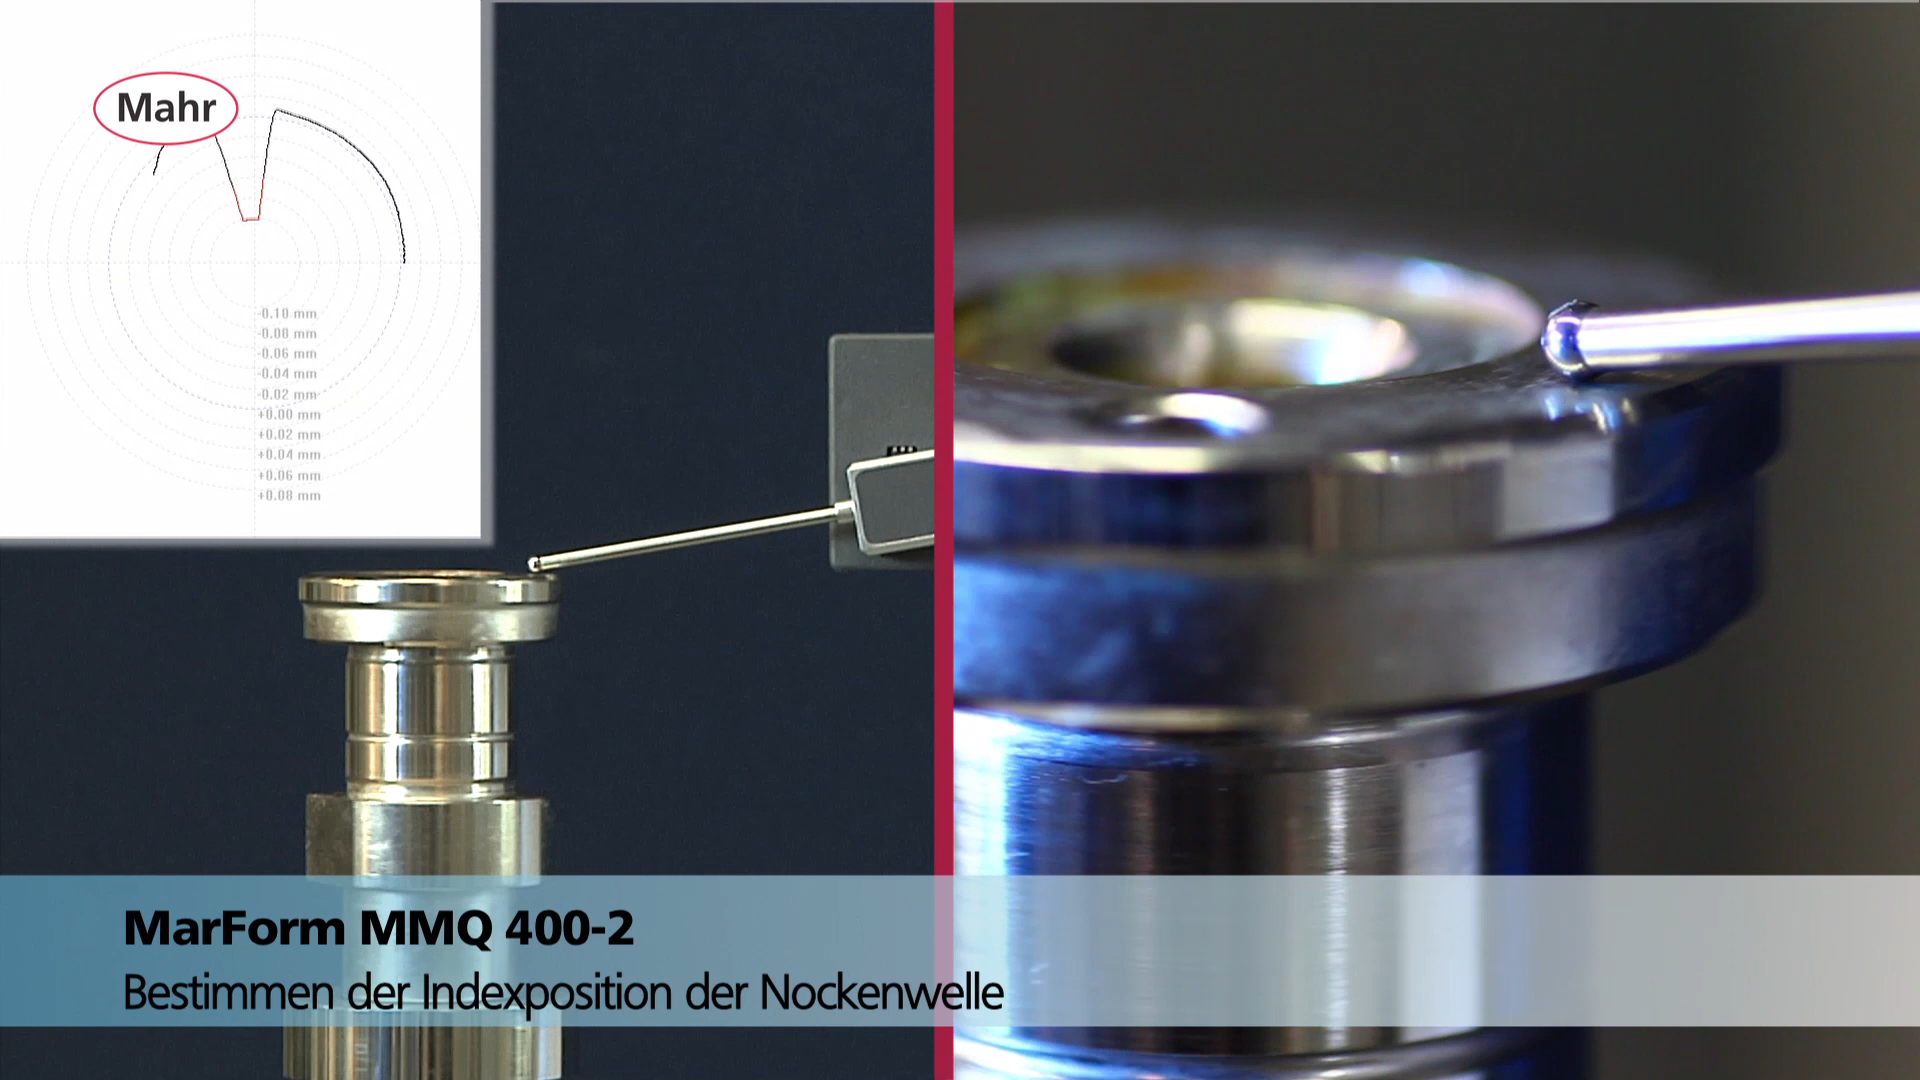 Mahr
-0.10 mm
-0.08 mm
-0.06 mm
-0.04 mm
-0.02 mm
+0.00 mm
+0.02 mm
+0.04 mm
+0.06 mm
+0.08 mm
MarForm MMQ 400-2
Bestimmen der Indexposition der Nockenwelle